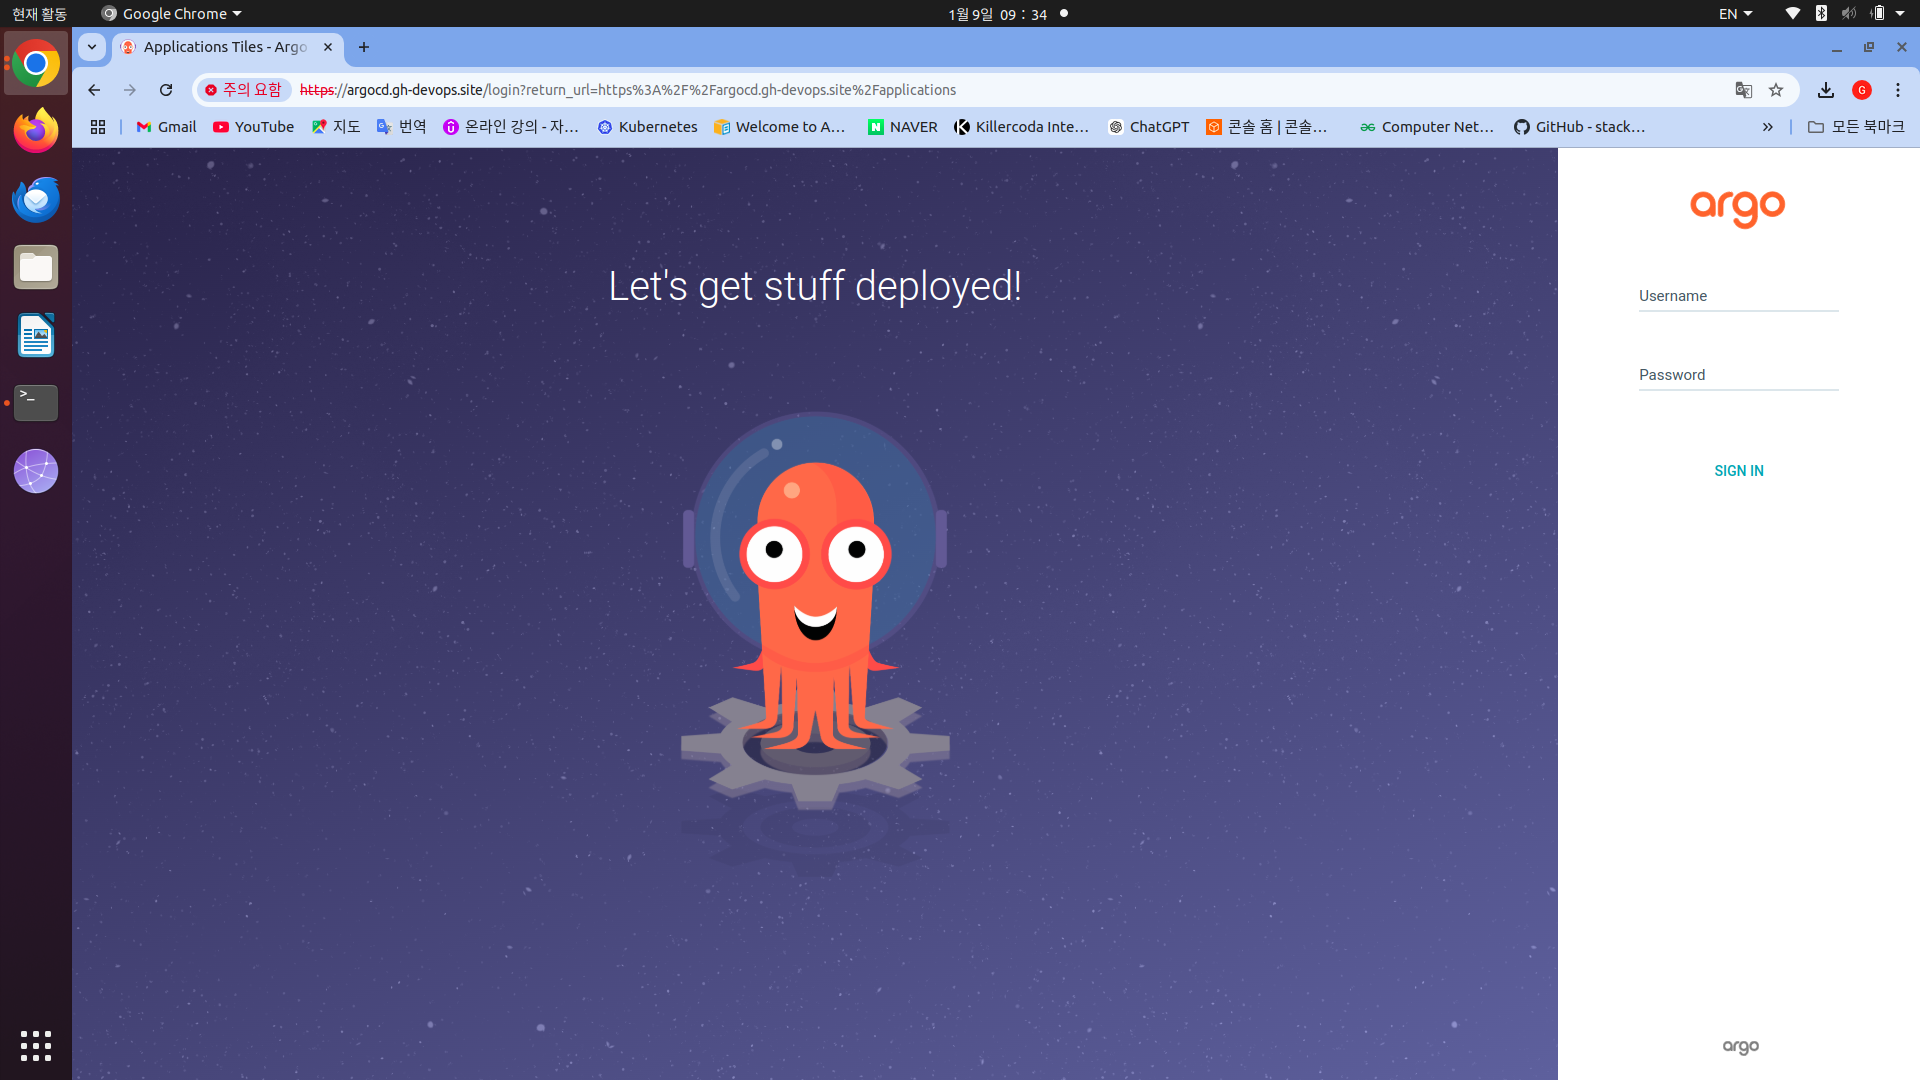 현재 활동
Google Chrome
1월 9일 09 : 34
EN
Applications Tiles - Argo
주의 요함
https://argocd.gh-devops.site/login?return_url=https%3A%2F%2Fargocd.gh-devops.site%2Fapplications
G
Gmail
YouTube
지도
번역
온라인 강의 - 자…
Kubernetes
Welcome to A…
NAVER
Killercoda Inte…
ChatGPT
콘솔 홈 | 콘솔…
Computer Net…
GitHub - stack…
»
모든 북마크
Let's get stuff deployed!
argo
Username
Password
SIGN IN
argo